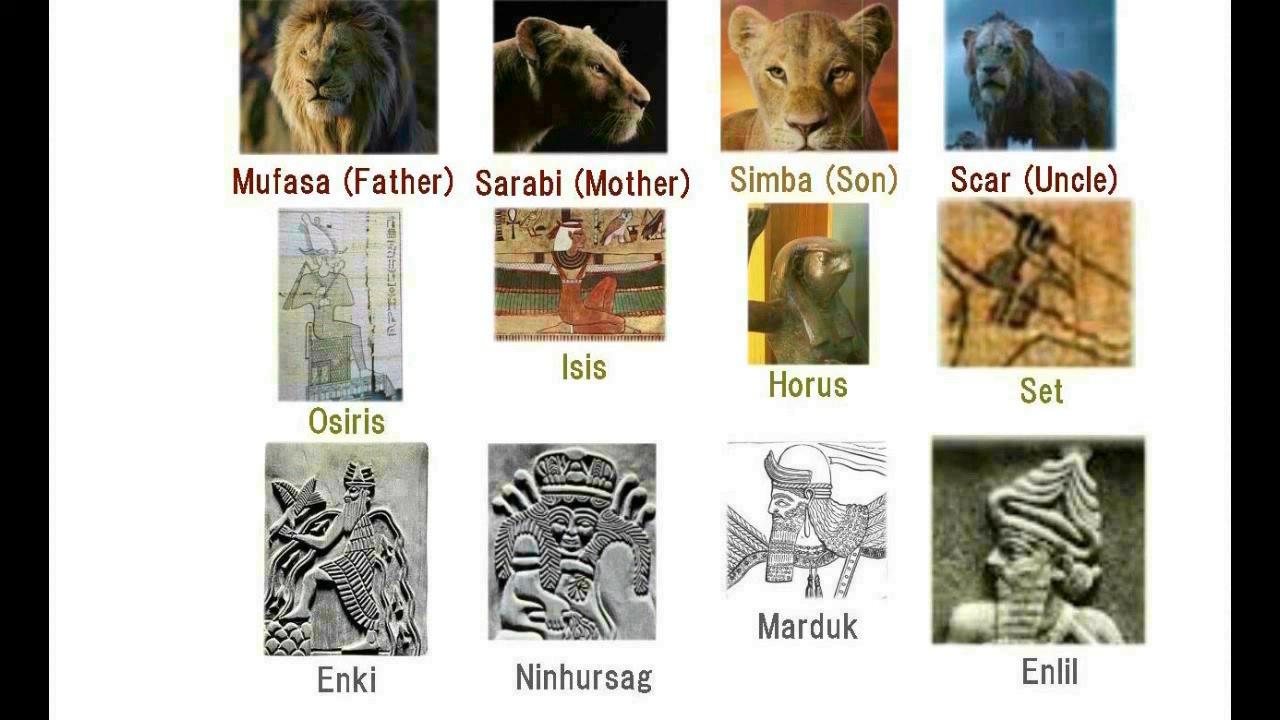 Mufasa (Father)
Sarabi (Mother)
Simba (Son)
Scar (Uncle)
Osiris
Isis
Horus
Set
Enki
Ninhursag
Marduk
Enlil